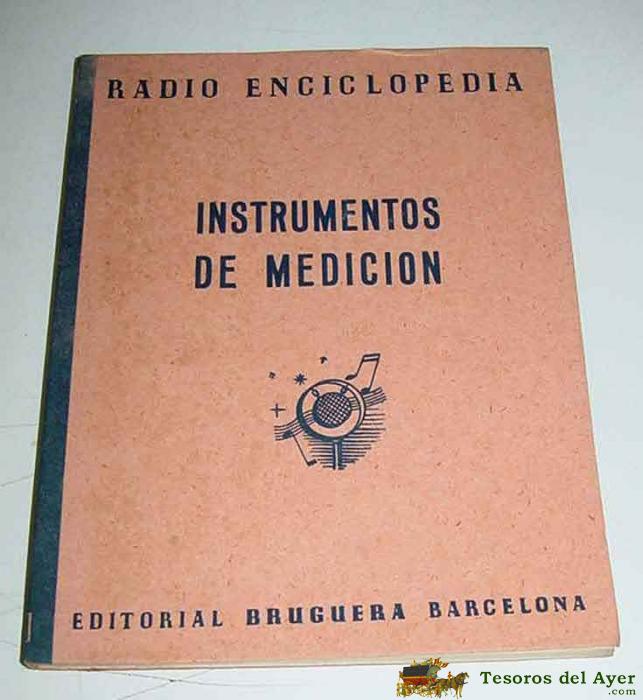 RADIO ENCICLOPEDIA
INSTRUMENTOS
DE MEDICION
EDITORIAL BRUGUERA BARCELONA
Tesoros del Ayer
.com